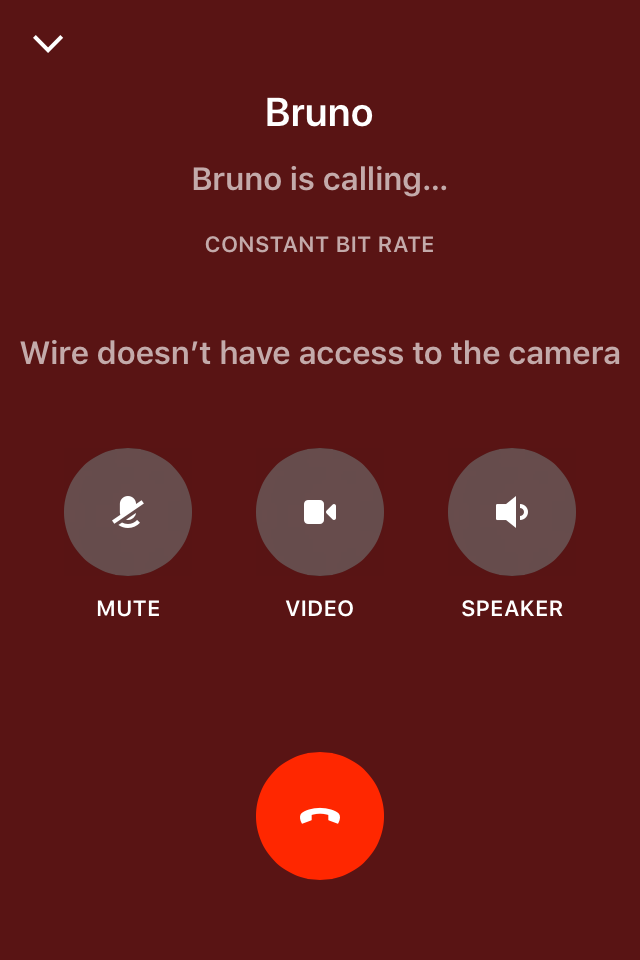 Bruno
Bruno is calling…
CONSTANT BIT RATE
Wire doesn’t have access to the camera
MUTE VIDEO SPEAKER